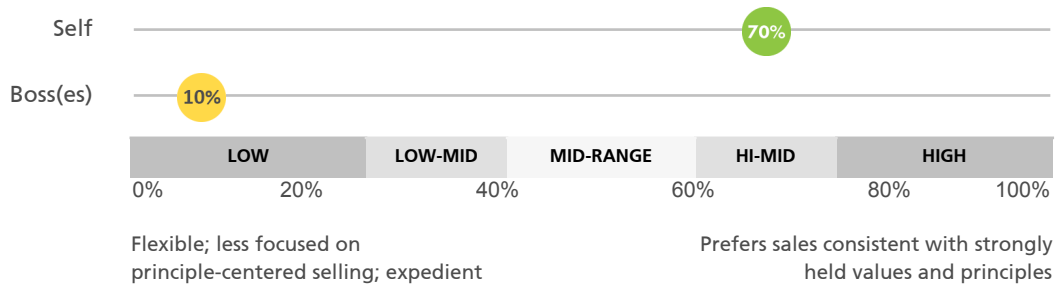 Self 70%
Boss(es) 10%
LOW LOW-MID MID-RANGE HI-MID HIGH
0% 20% 40% 60% 80% 100%
Flexible; less focused on
principle-centered selling; expedient
Prefers sales consistent with strongly
held values and principles